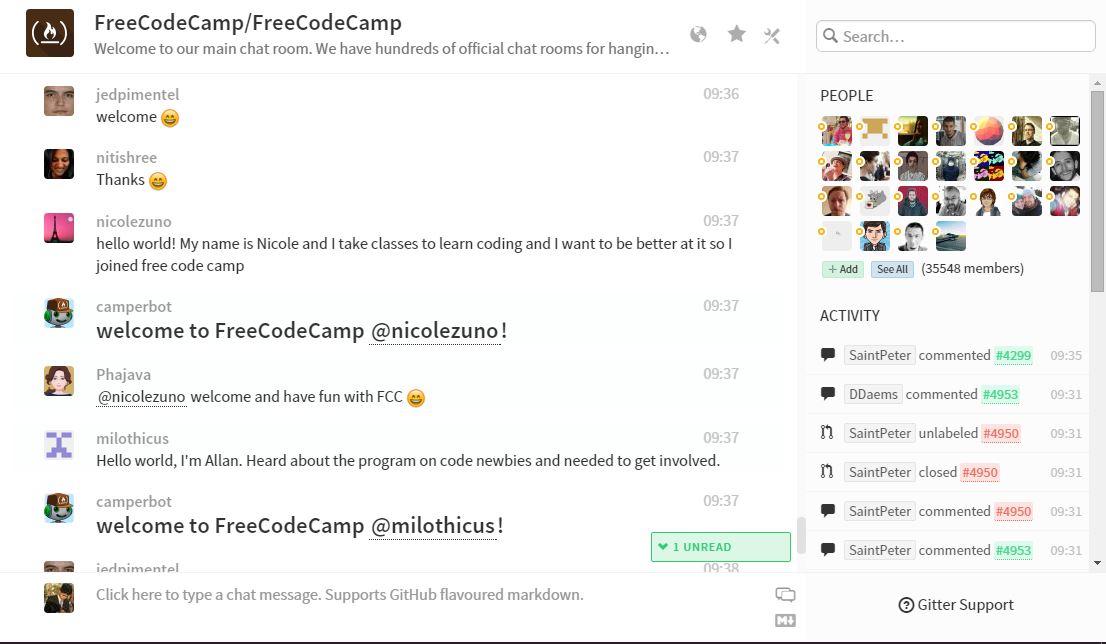 FreeCodeCamp/FreeCodeCamp
Welcome to our main chat room. We have hundreds of official chat rooms for hangin…
Search...
jedpimentel 09:36
welcome
nitishree 09:37
Thanks
nicolezuno 09:37
hello world! My name is Nicole and I take classes to learn coding and I want to be better at it so I
joined free code camp
camperbot 09:37
welcome to FreeCodeCamp @nicolezuno!
Phajava 09:37
@nicolezuno welcome and have fun with FCC
milothicus 09:37
Hello world, I'm Allan. Heard about the program on code newbies and needed to get involved.
camperbot 09:37
welcome to FreeCodeCamp @milothicus!
1 UNREAD
jedpimentel 09:38
Click here to type a chat message. Supports GitHub flavoured markdown.
M
PEOPLE
+ Add See All (35548 members)
ACTIVITY
SaintPeter commented #4299 09:35
DDaems commented #4953 09:31
SaintPeter unlabeled #4950 09:31
SaintPeter closed #4950 09:31
SaintPeter commented #4950 09:31
SaintPeter commented #4953 09:31
? Gitter Support